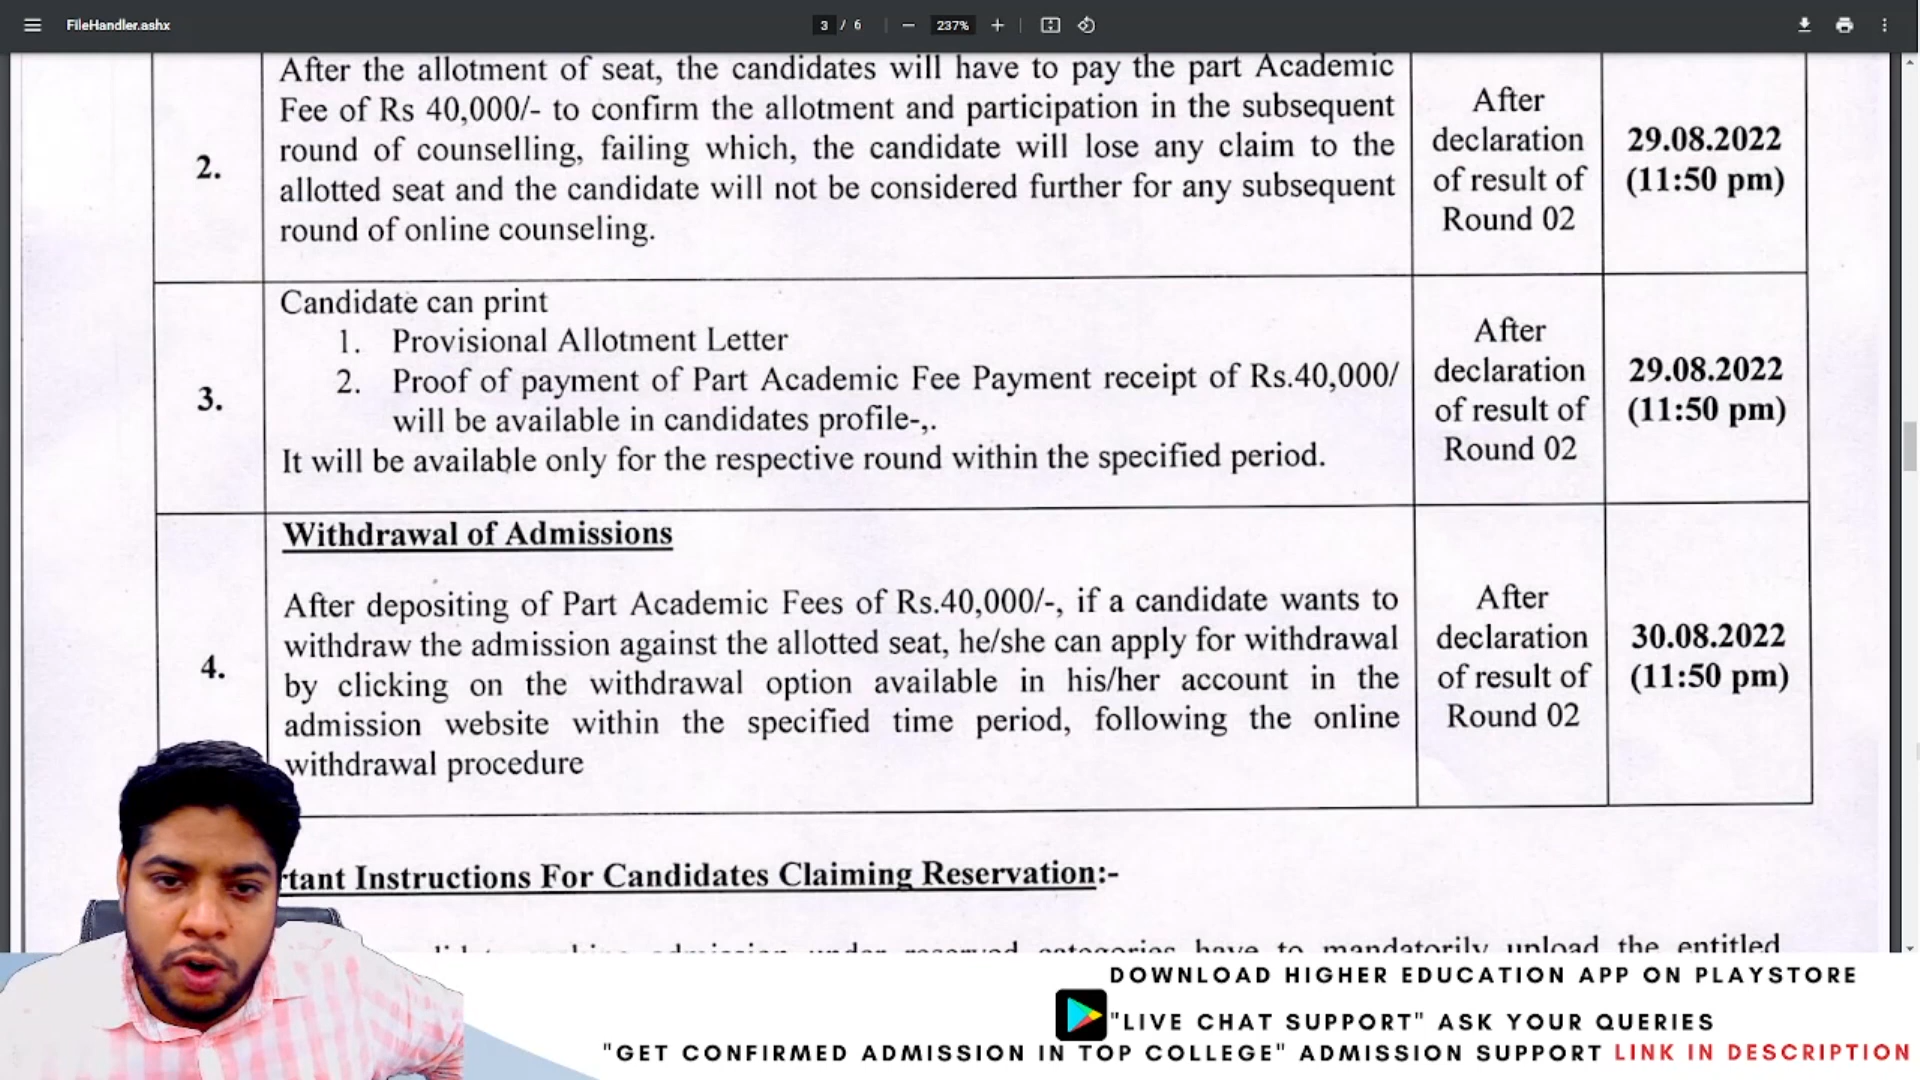 FileHandler.ashx
3 / 6
237%
After the allotment of seat, the candidates will have to pay the part Academic
Fee of Rs 40,000/- to confirm the allotment and participation in the subsequent
2. round of counselling, failing which, the candidate will lose any claim to the
allotted seat and the candidate will not be considered further for any subsequent
round of online counseling.
After
declaration
of result of
Round 02
29.08.2022
(11:50 pm)
Candidate can print
1. Provisional Allotment Letter
3. 2. Proof of payment of Part Academic Fee Payment receipt of Rs.40,000/
will be available in candidates profile-,.
It will be available only for the respective round within the specified period.
After
declaration
of result of
Round 02
29.08.2022
(11:50 pm)
Withdrawal of Admissions
After depositing of Part Academic Fees of Rs.40,000/-, if a candidate wants to
withdraw the admission against the allotted seat, he/she can apply for withdrawal
4. by clicking on the withdrawal option available in his/her account in the
admission website within the specified time period, following the online
withdrawal procedure
After
declaration
of result of
Round 02
30.08.2022
(11:50 pm)
Instructions For Candidates Claiming Reservation:-
admission under reserved categories have to mandatorily upload the entitled
DOWNLOAD HIGHER EDUCATION APP ON PLAYSTORE
"LIVE CHAT SUPPORT" ASK YOUR QUERIES
"GET CONFIRMED ADMISSION IN TOP COLLEGE" ADMISSION SUPPORT LINK IN DESCRIPTION